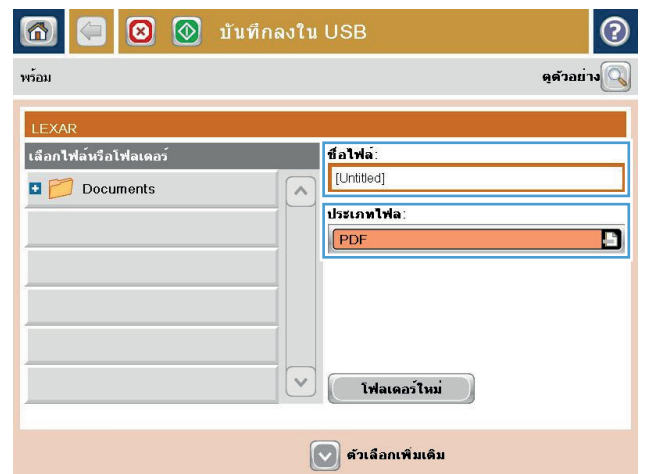 บันทึกลงใน USB
พร้อม
ดูตัวอย่าง
LEXAR
เลือกไฟล์หรือโฟลเดอร์
Documents
ชื่อไฟล์:
[Untitled]
ประเภทไฟล:
PDF
โฟลเดอร์ใหม่
ตัวเลือกเพิ่มเติม